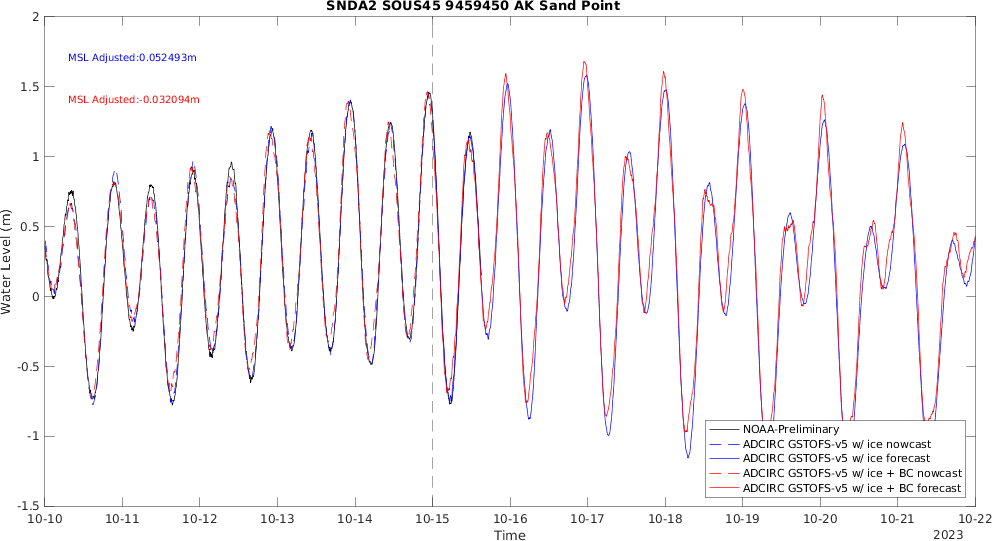 SNDA2 SOUS45 9459450 AK Sand Point
MSL Adjusted:0.052493m
MSL Adjusted:-0.032094m
Water Level (m)
2
1.5
1
0.5
0
-0.5
-1
-1.5
NOAA-Preliminary
ADCIRC GSTOFS-v5 w/ ice nowcast
ADCIRC GSTOFS-v5 w/ ice forecast
ADCIRC GSTOFS-v5 w/ ice + BC nowcast
ADCIRC GSTOFS-v5 w/ ice + BC forecast
10-10 10-11 10-12 10-13 10-14 10-15 10-16 10-17 10-18 10-19 10-20 10-21 10-22
Time
2023